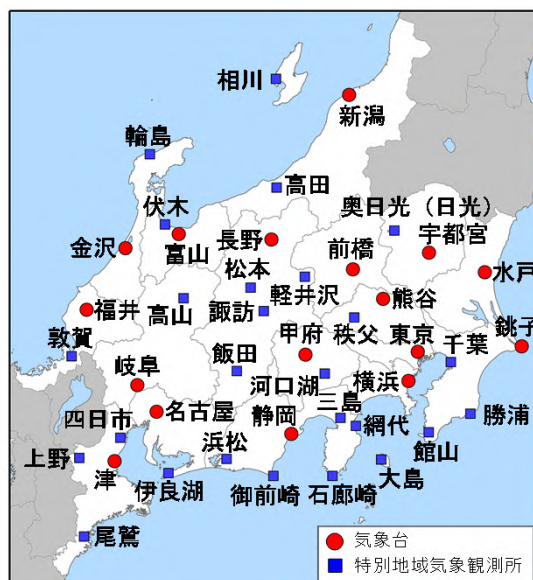 相川
新潟
輪島
高田
伏木
奥日光（日光）
金沢
富山
長野
前橋
宇都宮
水戸
松本
軽井沢
熊谷
福井
高山
諏訪
秩父
銚子
敦賀
甲府
東京
千葉
岐阜
飯田
河口湖
横浜
四日市
名古屋
静岡
三島
網代
勝浦
上野
浜松
館山
津
伊良湖
御前崎
石廊崎
大島
尾鷲
気象台
特別地域気象観測所